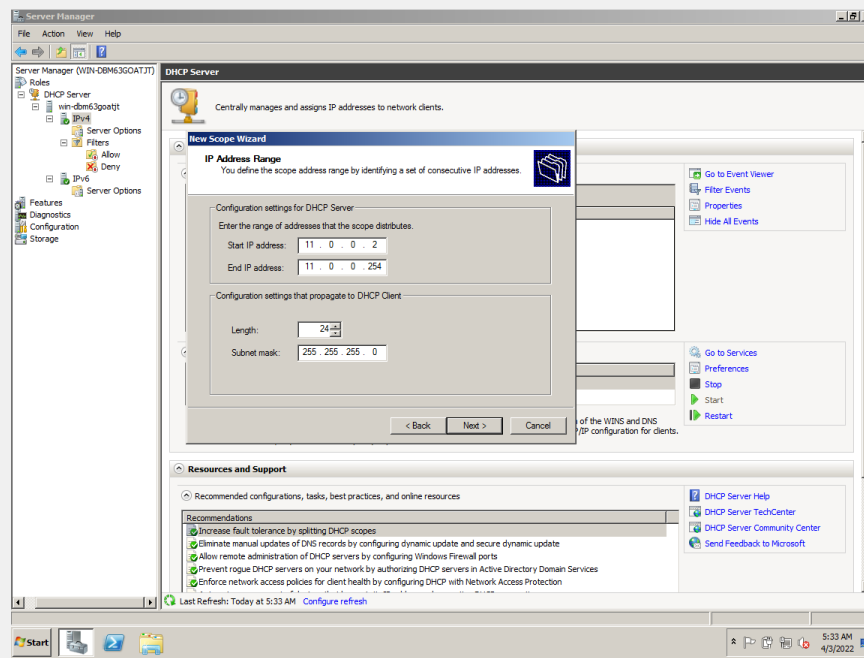 Server Manager
File Action View Help
Server Manager (WIN-DBM63GOATJT)
Roles
DHCP Server
win-dbm63goatjt
IPv4
Server Options
Filters
Allow
Deny
IPv6
Server Options
Features
Diagnostics
Configuration
Storage
DHCP Server
Centrally manages and assigns IP addresses to network clients.
New Scope Wizard
IP Address Range
You define the scope address range by identifying a set of consecutive IP addresses.
Configuration settings for DHCP Server
Enter the range of addresses that the scope distributes.
Start IP address: 11 . 0 . 0 . 2
End IP address: 11 . 0 . 0 . 254
Configuration settings that propagate to DHCP Client
Length: 24
Subnet mask: 255 . 255 . 255 . 0
< Back Next > Cancel
Go to Event Viewer
Filter Events
Properties
Hide All Events
Go to Services
Preferences
Stop
Start
Restart
of the WINS and DNS
P/IP configuration for clients.
Resources and Support
Recommended configurations, tasks, best practices, and online resources
Recommendations
Increase fault tolerance by splitting DHCP scopes
Eliminate manual updates of DNS records by configuring dynamic update and secure dynamic update
Allow remote administration of DHCP servers by configuring Windows Firewall ports
Prevent rogue DHCP servers on your network by authorizing DHCP servers in Active Directory Domain Services
Enforce network access policies for client health by configuring DHCP with Network Access Protection
DHCP Server Help
DHCP Server TechCenter
DHCP Server Community Center
Send Feedback to Microsoft
Last Refresh: Today at 5:33 AM Configure refresh
Start
5:33 AM
4/3/2022